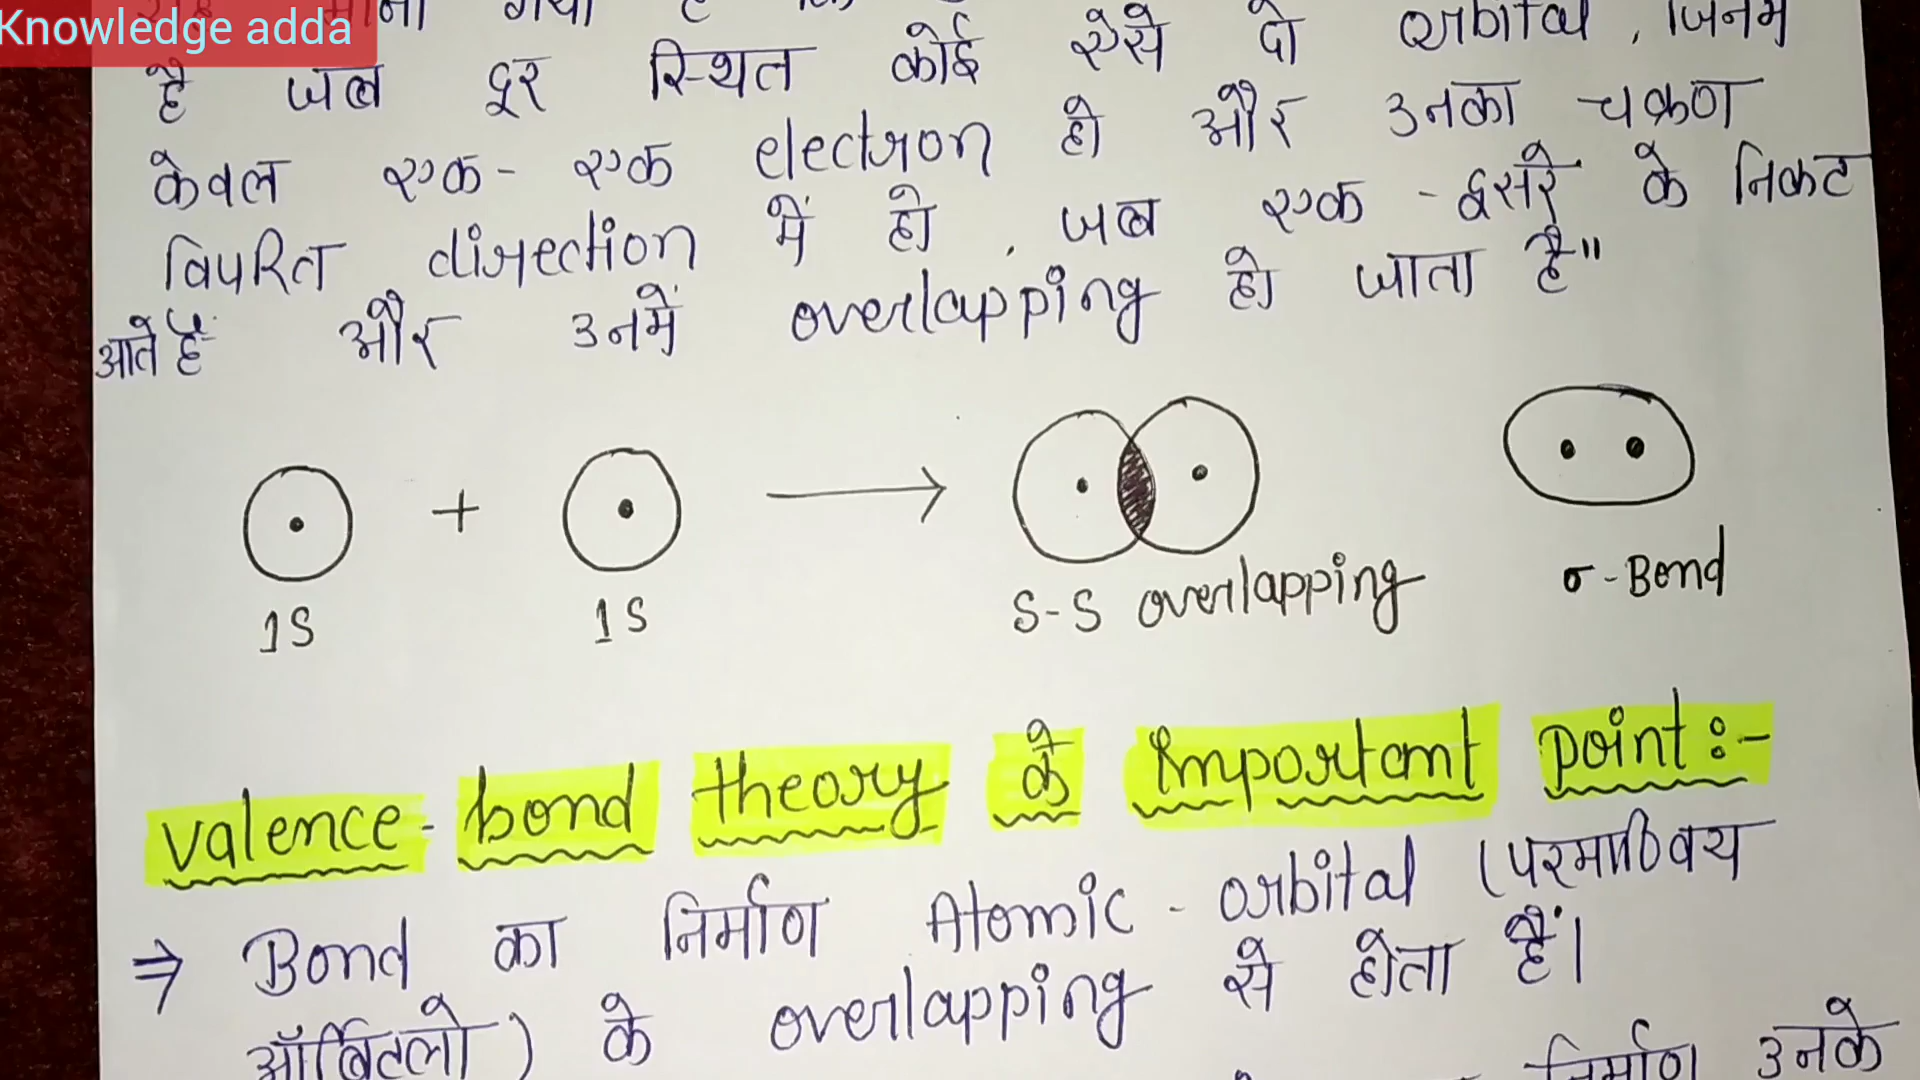 Knowledge adda
है जब दूर स्थित कोई ऐसे दो orbital, जिनमें
केवल एक-एक electron हो और उनका चक्रण
विपरित direction में हो, जब एक-दूसरे के निकट
आते हैं और उनमें overlapping हो जाता है"
1S + 1S → S-S overlapping σ-Bond
valence-bond theory के Important point:-
⇒ Bond का निर्माण Atomic-orbital (परमाण्विय
ऑर्बिटलो) के overlapping से होता हैं।
निर्माण उनके